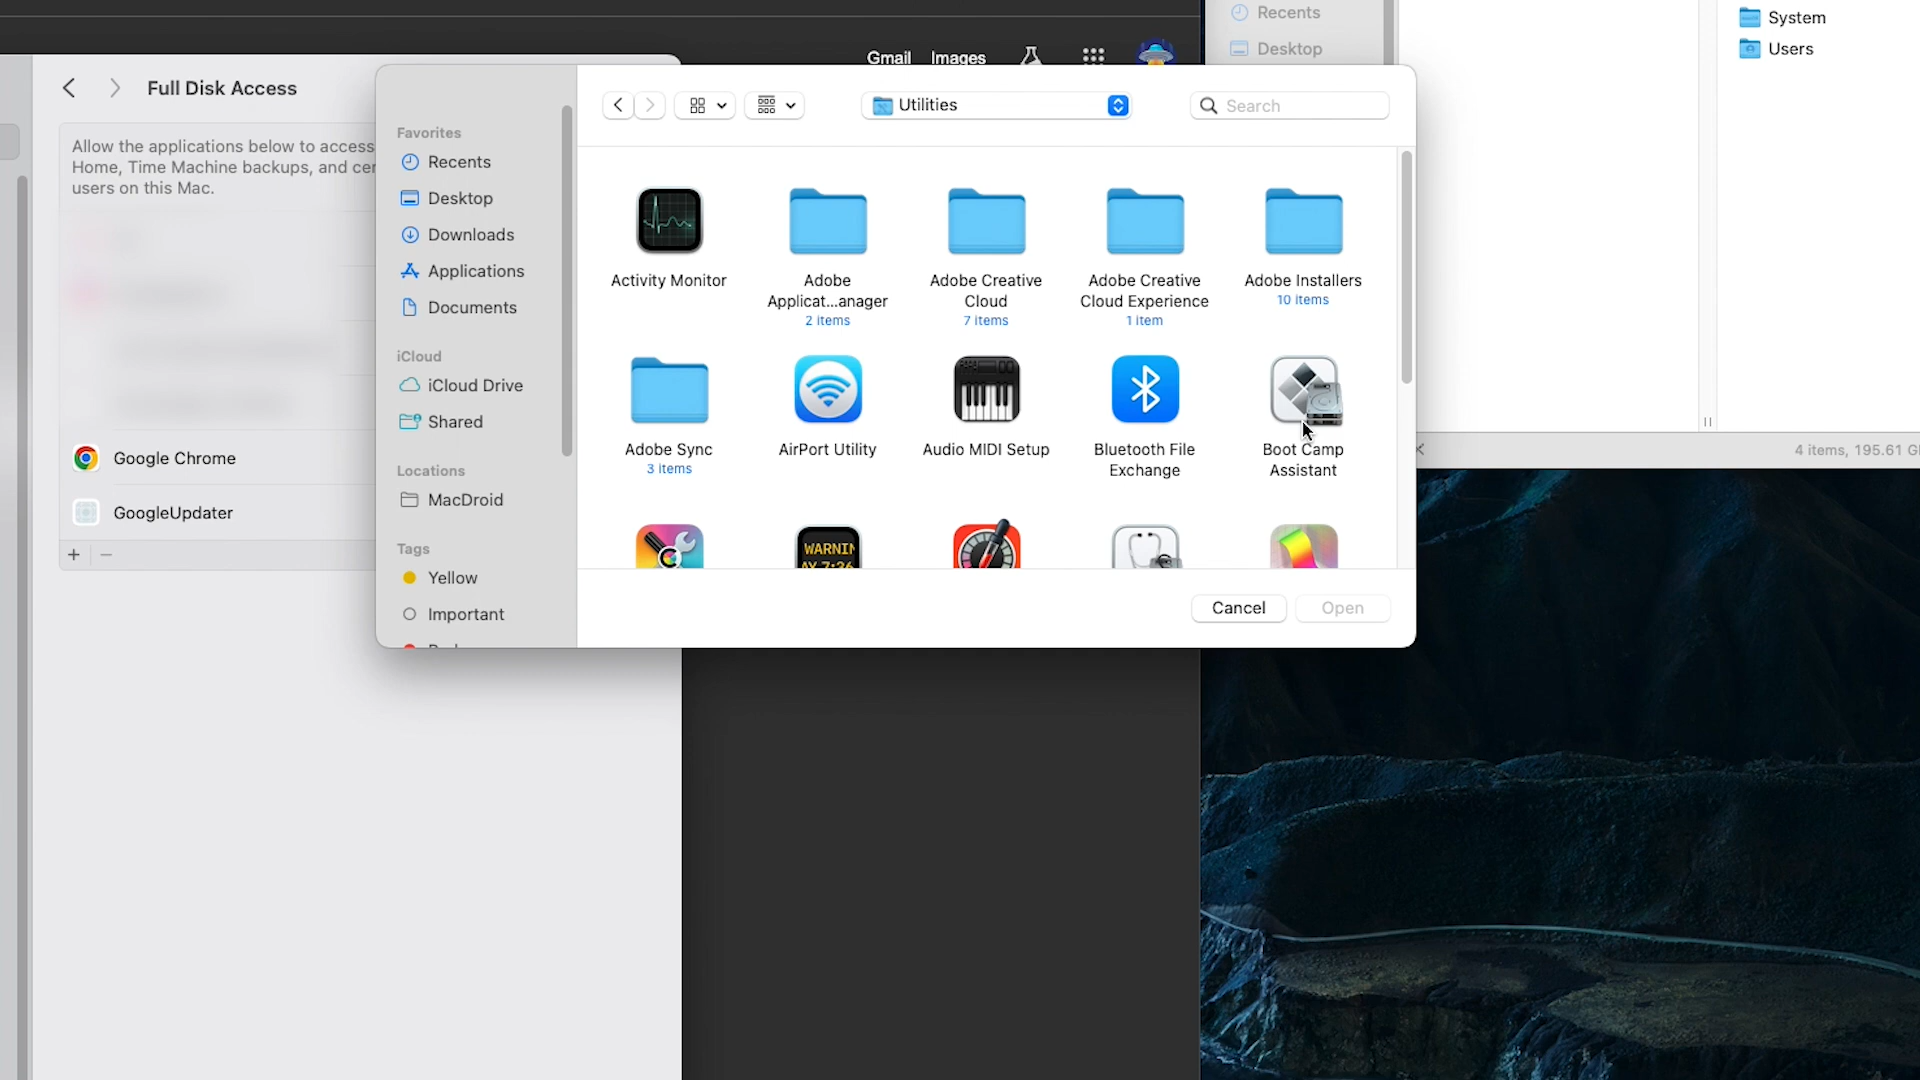 Gmail Images
Recents
Desktop
System
Users
Full Disk Access
Allow the applications below to access
Home, Time Machine backups, and cer
users on this Mac.
Google Chrome
GoogleUpdater
Favorites
Recents
Desktop
Downloads
Applications
Documents
iCloud
iCloud Drive
Shared
Locations
MacDroid
Tags
Yellow
Important
Utilities
Search
Activity Monitor
Adobe
Applicat...anager
2 items
Adobe Creative
Cloud
7 items
Adobe Creative
Cloud Experience
1 item
Adobe Installers
10 items
Adobe Sync
3 items
AirPort Utility
Audio MIDI Setup
Bluetooth File
Exchange
Boot Camp
Assistant
WARNIN
AY 7:36
Cancel
Open
4 items, 195.61 G